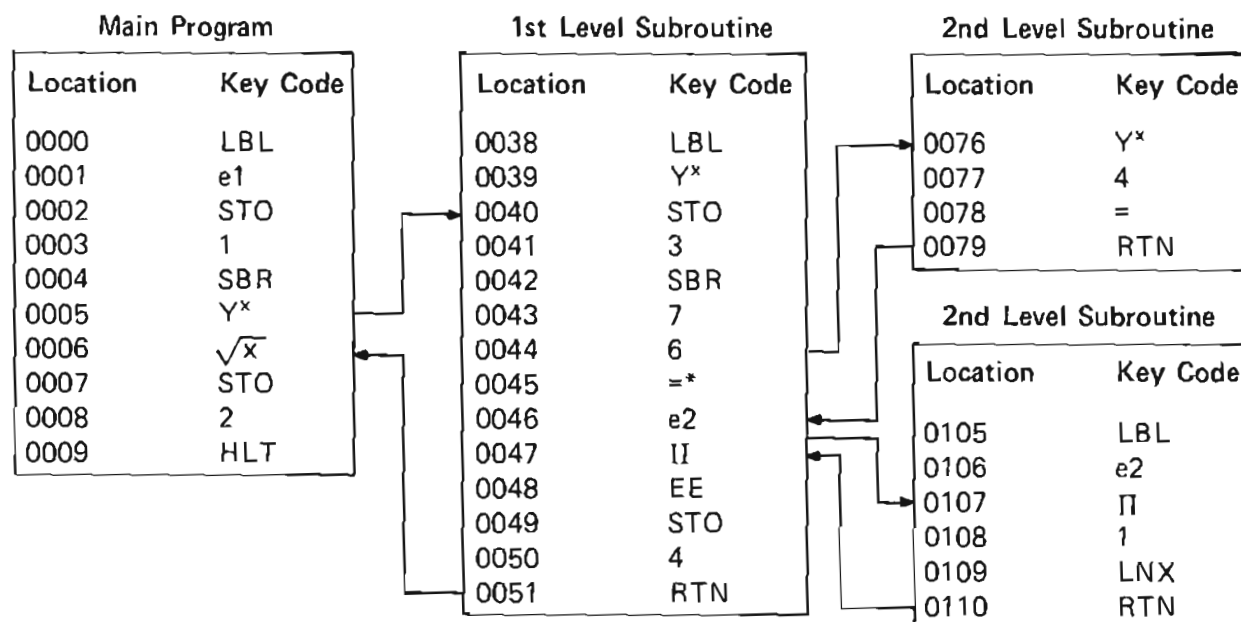 Main Program
Location Key Code
0000 LBL
0001 e1
0002 STO
0003 1
0004 SBR
0005 Yˣ
0006 √x
0007 STO
0008 2
0009 HLT
1st Level Subroutine
Location Key Code
0038 LBL
0039 Yˣ
0040 STO
0041 3
0042 SBR
0043 7
0044 6
0045 =*
0046 e2
0047 Π
0048 EE
0049 STO
0050 4
0051 RTN
2nd Level Subroutine
Location Key Code
0076 Yˣ
0077 4
0078 =
0079 RTN
2nd Level Subroutine
Location Key Code
0105 LBL
0106 e2
0107 Π
0108 1
0109 LNX
0110 RTN